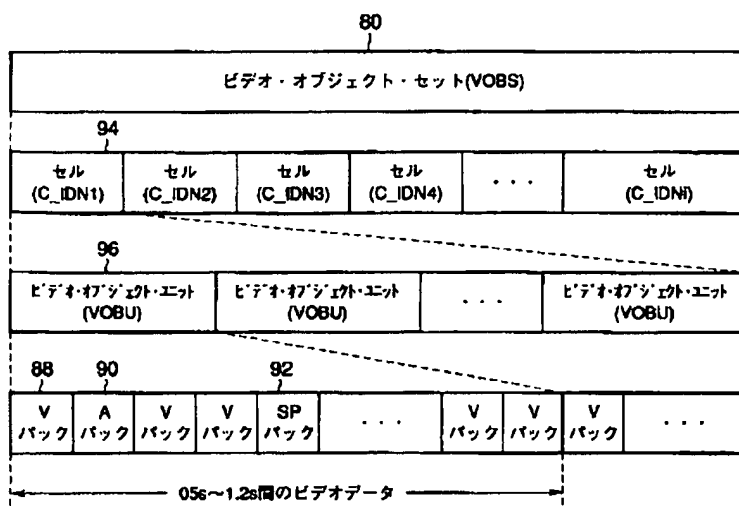 80
ビデオ・オブジェクト・セット(VOBS)
94
セル セル セル セル セル
(C_IDN1) (C_IDN2) (C_IDN3) (C_IDN4) ・・・ (C_IDNi)
96
ビデオ・オブジェクト・ユニット ビデオ・オブジェクト・ユニット ビデオ・オブジェクト・ユニット
(VOBU) (VOBU) ・・・ (VOBU)
88 90 92
V A V V SP V V V
パック パック パック パック パック ・・・ パック パック パック ・・・
05s～1.2s間のビデオデータ